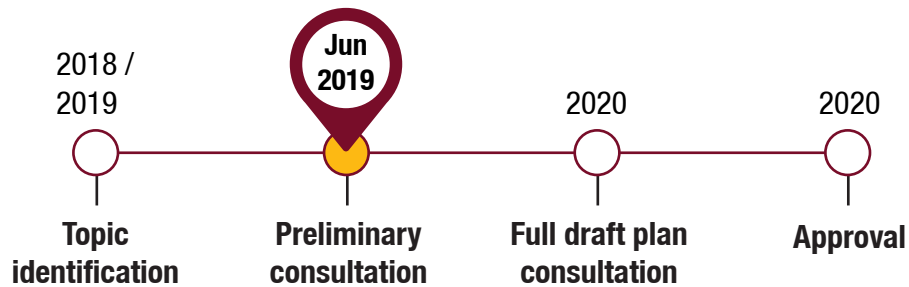 2018 /
2019
Jun
2019
2020
2020
Topic
identification
Preliminary
consultation
Full draft plan
consultation
Approval